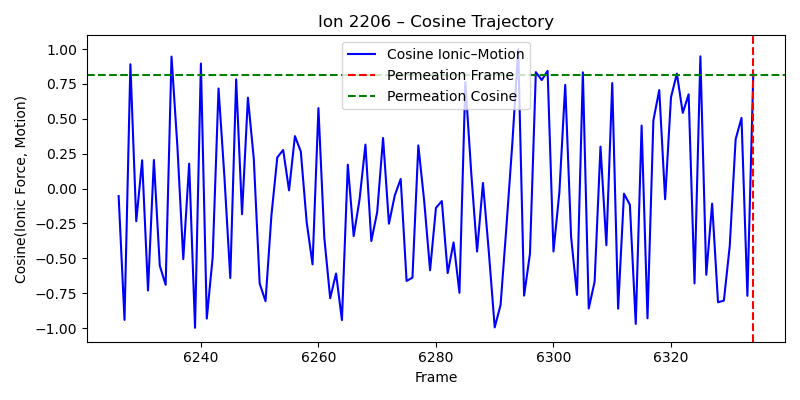 Ion 2206 – Cosine Trajectory
Cosine Ionic–Motion
Permeation Frame
Permeation Cosine
Cosine(Ionic Force, Motion)
1.00
0.75
0.50
0.25
0.00
−0.25
−0.50
−0.75
−1.00
6240
6260
6280
6300
6320
Frame